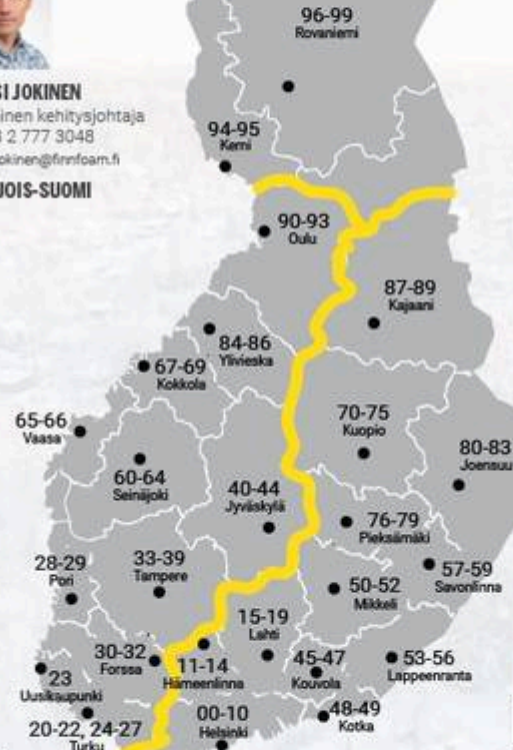 SI JOKINEN
inen kehitysjohtaja
8 2 777 3048
okinen@finnfoam.fi
JOIS-SUOMI
96-99
Rovaniemi
94-95
Kemi
90-93
Oulu
87-89
Kajaani
84-86
Ylivieska
67-69
Kokkola
65-66
Vaasa
70-75
Kuopio
80-83
Joensuu
60-64
Seinäjoki
40-44
Jyväskylä
76-79
Pieksämäki
28-29
Pori
33-39
Tampere
57-59
Savonlinna
50-52
Mikkeli
15-19
Lahti
30-32
Forssa
11-14
Hämeenlinna
45-47
Kouvola
53-56
Lappeenranta
23
Uusikaupunki
20-22, 24-27
Turku
00-10
Helsinki
48-49
Kotka